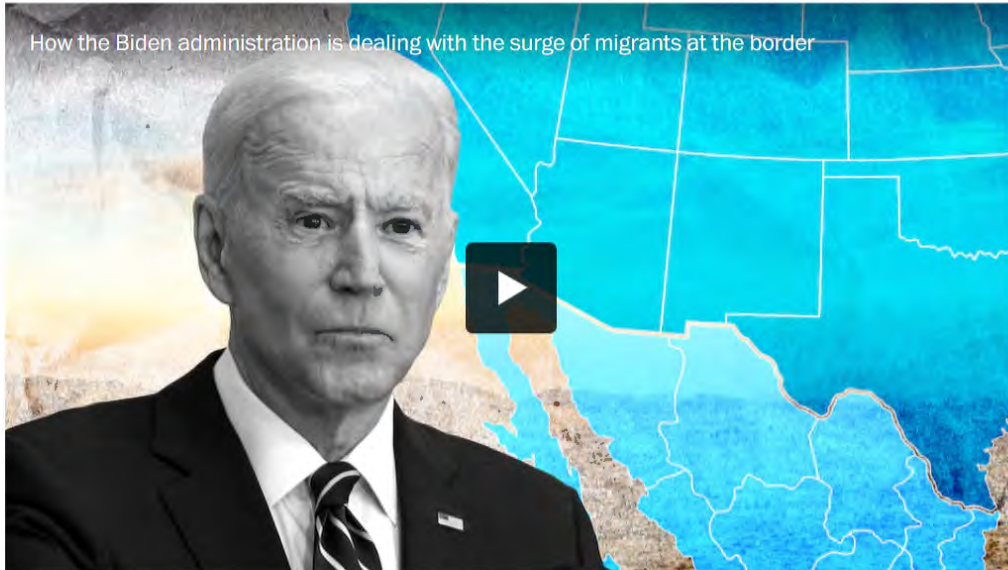 How the Biden administration is dealing with the surge of migrants at the border